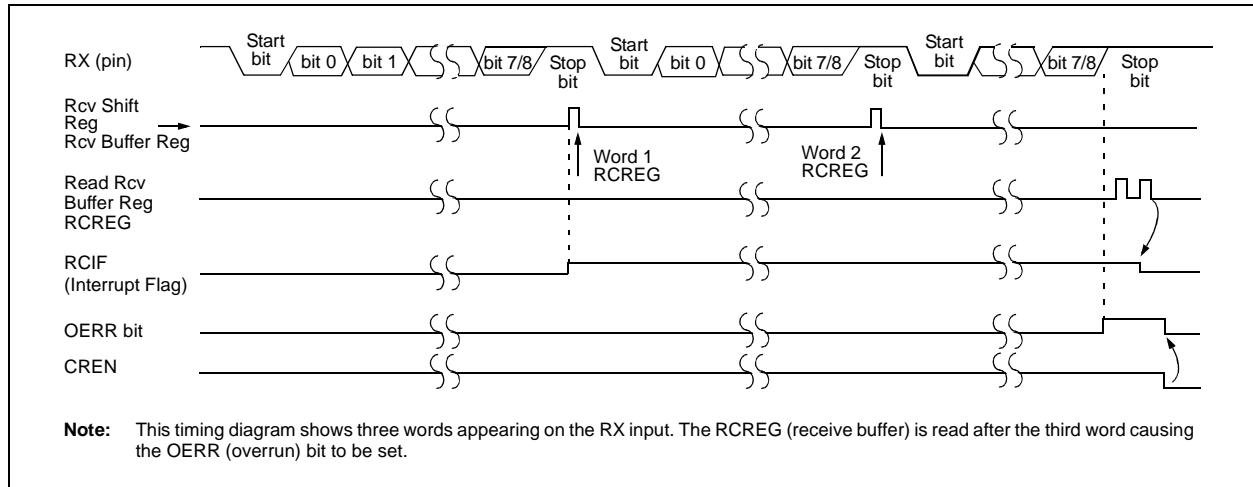 Start bit
bit 0
bit 1
bit 7/8
Stop bit
Start bit
bit 0
bit 7/8
Stop bit
Start bit
bit 7/8
Stop bit
RX (pin)
Rcv Shift
Reg
Rcv Buffer Reg
Word 1
RCREG
Word 2
RCREG
Read Rcv
Buffer Reg
RCREG
RCIF
(Interrupt Flag)
OERR bit
CREN
Note: This timing diagram shows three words appearing on the RX input. The RCREG (receive buffer) is read after the third word causing
the OERR (overrun) bit to be set.